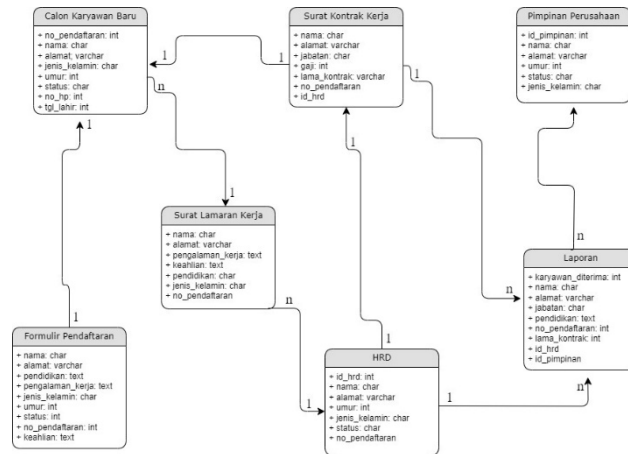 Calon Karyawan Baru
+ no_pendaftaran: int
+ nama: char
+ alamat: varchar
+ jenis_kelamin: char
+ umur: int
+ status: char
+ no_hp: int
+ tgl_lahir: int
Surat Kontrak Kerja
+ nama: char
+ alamat: varchar
+ jabatan: char
+ gaji: int
+ lama_kontrak: varchar
+ no_pendaftaran
+ id_hrd
Pimpinan Perusahaan
+ id_pimpinan: int
+ nama: char
+ alamat: varchar
+ umur: int
+ status: char
+ jenis_kelamin: char
1
1
1
n
1
1
1
Surat Lamaran Kerja
+ nama: char
+ alamat: varchar
+ pengalaman_kerja: text
+ keahlian: text
+ pendidikan: char
+ jenis_kelamin: char
+ no_pendaftaran
n
Laporan
+ karyawan_diterima: int
+ nama: char
+ alamat: varchar
+ jabatan: char
+ pendidikan: text
+ no_pendaftaran: int
+ lama_kontrak: int
+ id_hrd
+ id_pimpinan
n
n
1
1
Formulir Pendaftaran
+ nama: char
+ alamat: varchar
+ pendidikan: text
+ pengalaman_kerja: text
+ jenis_kelamin: char
+ umur: int
+ status: int
+ no_pendaftaran: int
+ keahlian: text
1
HRD
+ id_hrd: int
+ nama: char
+ alamat: varchar
+ umur: int
+ jenis_kelamin: char
+ status: char
+ no_pendaftaran
1
n